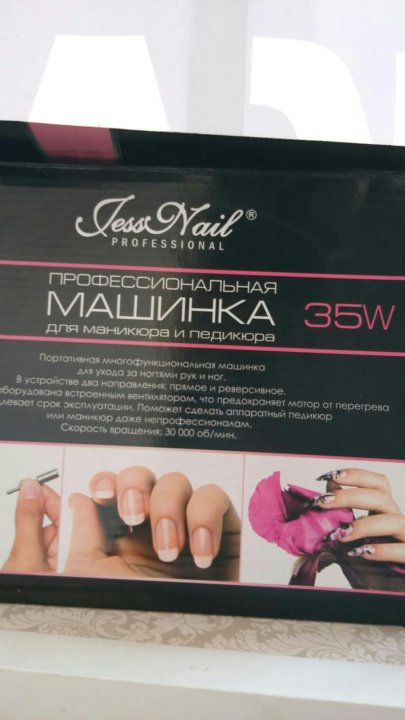 JessNail®
PROFESSIONAL
ПРОФЕССИОНАЛЬНАЯ
МАШИНКА 35W
для маникюра и педикюра
Портативная многофункциональная машинка
для ухода за ногтями рук и ног.
В устройстве два направления: прямое и реверсивное.
оборудована встроенным вентилятором, что предохраняет мотор от перегрева
длевает срок эксплуатации. Поможет сделать аппаратный педикюр
или маникюр даже непрофессионалам.
Скорость вращения: 30 000 об/мин.